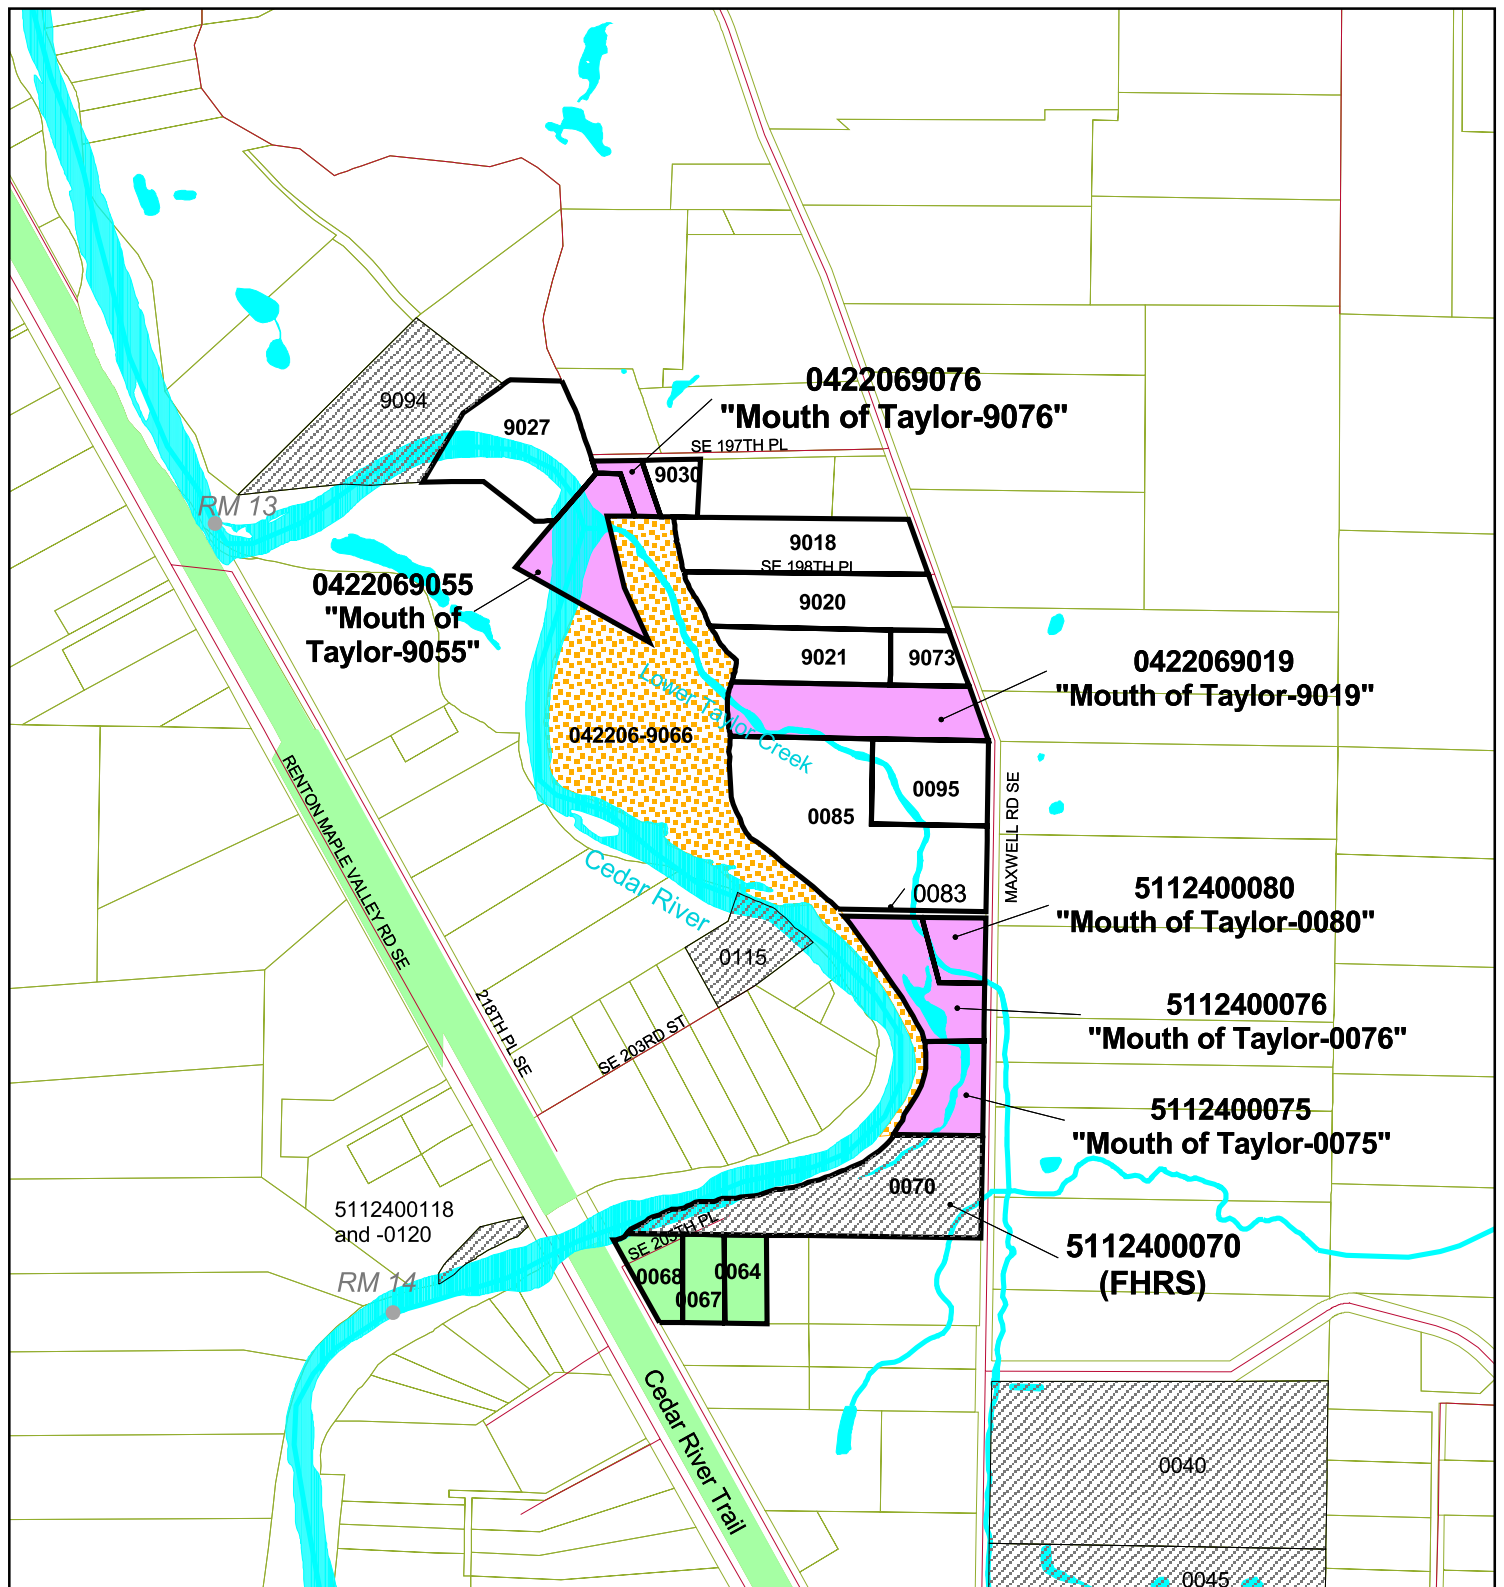 0422069076
"Mouth of Taylor-9076"
9094
9027
SE 197TH PL
9030
RM 13
9018
SE 198TH Pl
0422069055
"Mouth of
Taylor-9055"
9020
9021
9073
0422069019
"Mouth of Taylor-9019"
Lower Taylor Creek
042206-9066
RENTON MAPLE VALLEY RD SE
0095
0085
MAXWELL RD SE
Cedar River
0083
5112400080
"Mouth of Taylor-0080"
0115
218TH PL SE
SE 203RD ST
5112400076
"Mouth of Taylor-0076"
5112400075
"Mouth of Taylor-0075"
0070
5112400118
and -0120
SE 205TH PL
5112400070
(FHRS)
RM 14
0068
0067
0064
Cedar River Trail
0040
0045